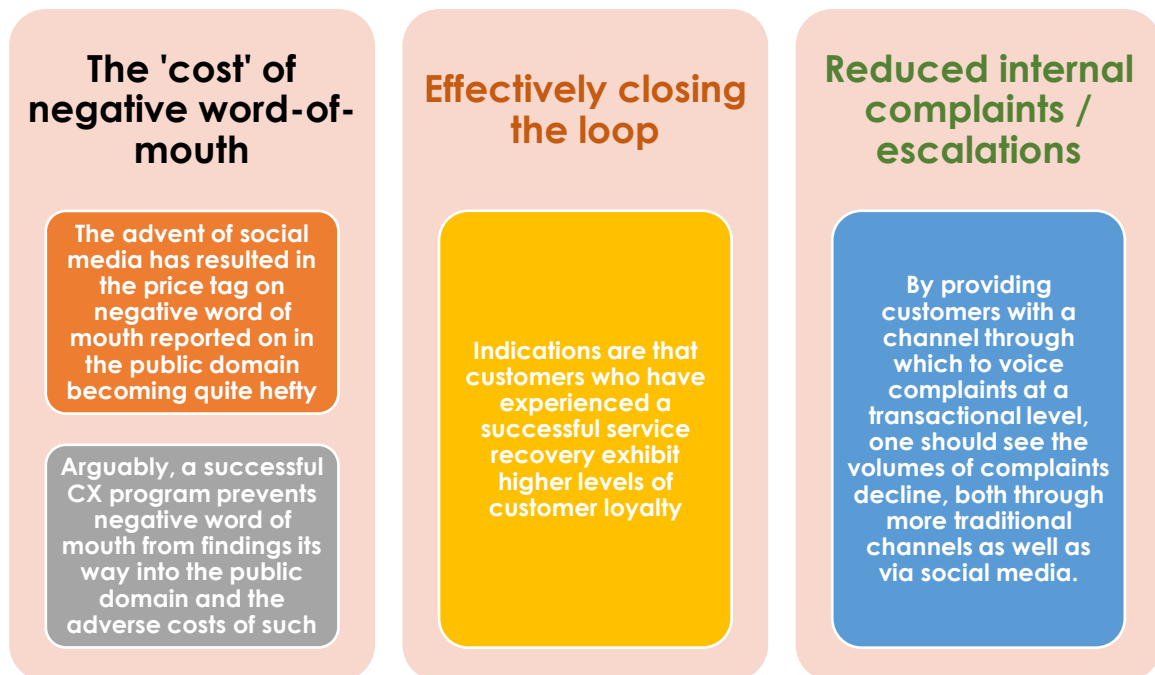 The 'cost' of
negative word-of-
mouth
The advent of social
media has resulted in
the price tag on
negative word of
mouth reported on in
the public domain
becoming quite hefty
Arguably, a successful
CX program prevents
negative word of
mouth from findings its
way into the public
domain and the
adverse costs of such
Effectively closing
the loop
Indications are that
customers who have
experienced a
successful service
recovery exhibit
higher levels of
customer loyalty
Reduced internal
complaints /
escalations
By providing
customers with a
channel through
which to voice
complaints at a
transactional level,
one should see the
volumes of complaints
decline, both through
more traditional
channels as well as
via social media.